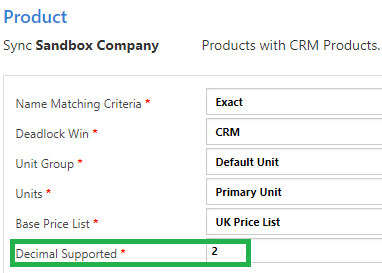 Product
Sync Sandbox Company Products with CRM Products.
Name Matching Criteria * Exact
Deadlock Win * CRM
Unit Group * Default Unit
Units * Primary Unit
Base Price List * UK Price List
Decimal Supported * 2